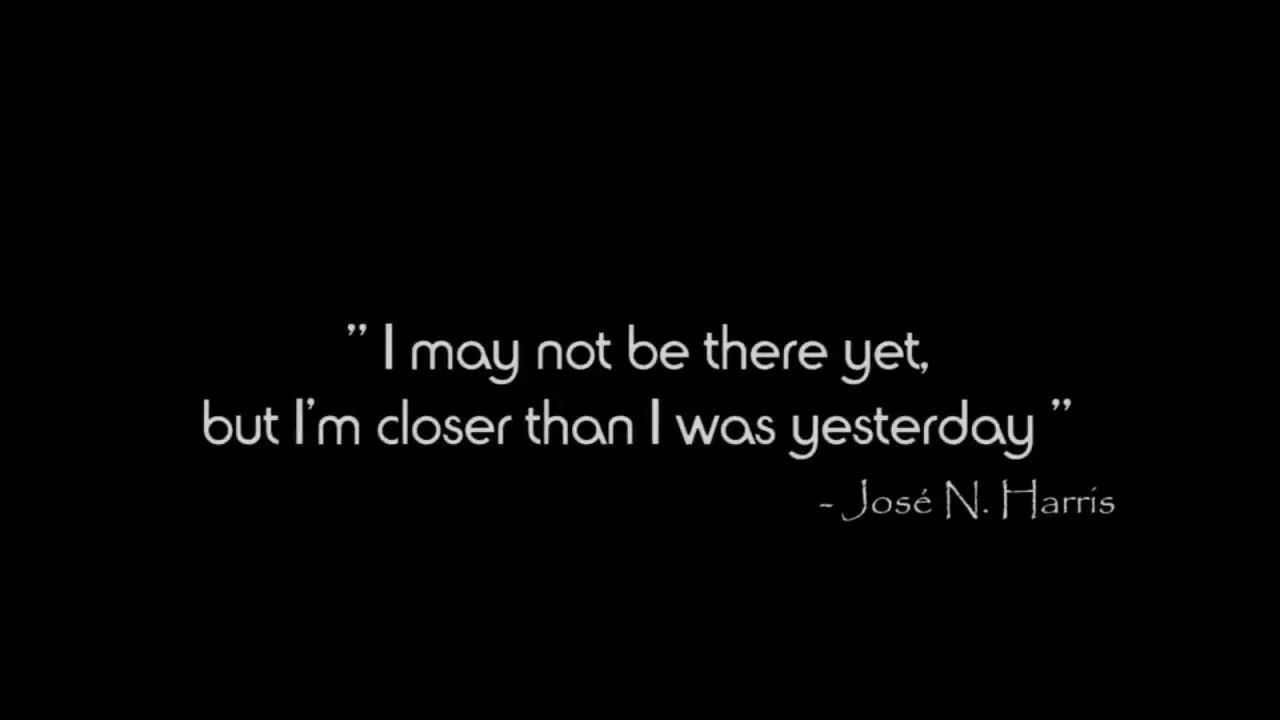 ” I may not be there yet,
but I’m closer than I was yesterday ”
- José N. Harris